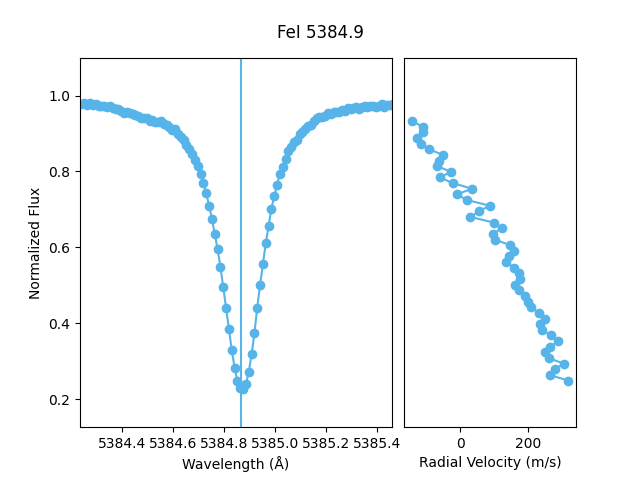 FeI 5384.9
Normalized Flux
1.0
0.8
0.6
0.4
0.2
5384.4 5384.6 5384.8 5385.0 5385.2 5385.4
Wavelength (Å)
0 200
Radial Velocity (m/s)